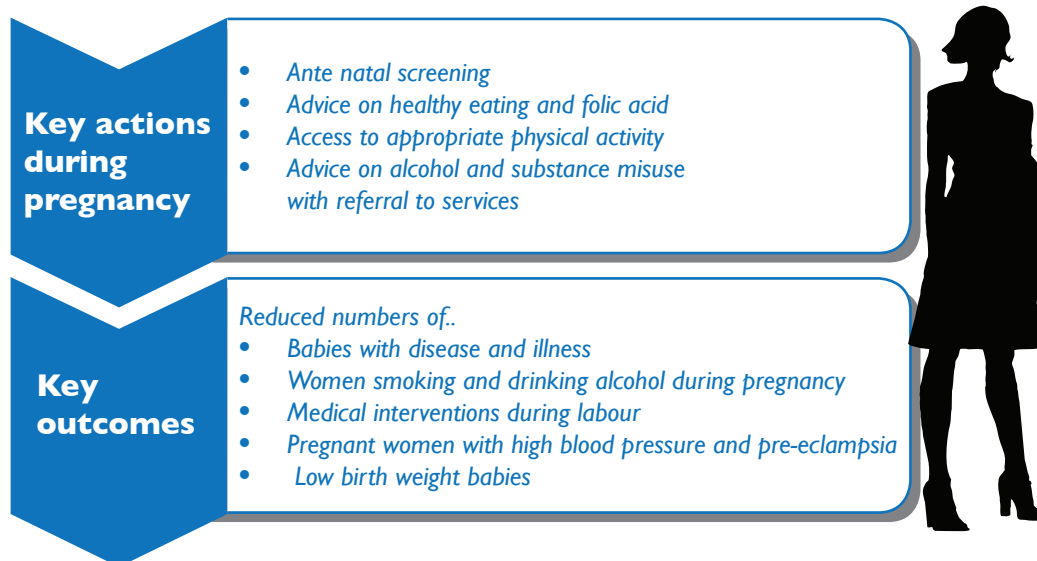 Key actions
during
pregnancy
• Ante natal screening
• Advice on healthy eating and folic acid
• Access to appropriate physical activity
• Advice on alcohol and substance misuse
with referral to services
Key
outcomes
Reduced numbers of..
• Babies with disease and illness
• Women smoking and drinking alcohol during pregnancy
• Medical interventions during labour
• Pregnant women with high blood pressure and pre-eclampsia
• Low birth weight babies